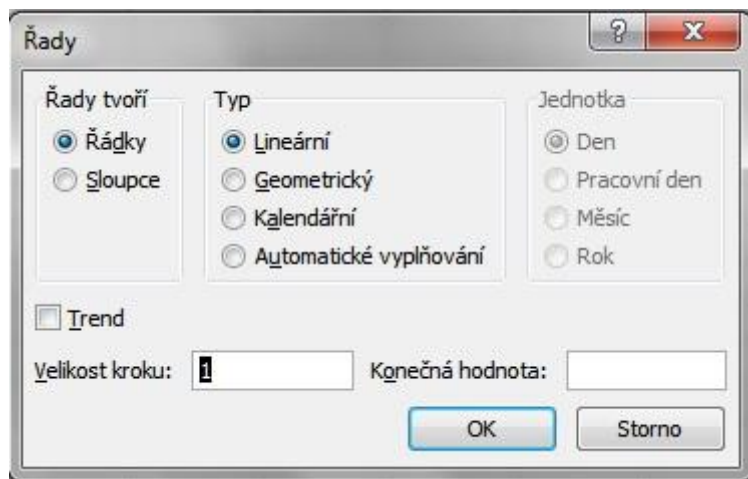 Řady
Řady tvoří
Řádky
Sloupce
Typ
Lineární
Geometrický
Kalendářní
Automatické vyplňování
Jednotka
Den
Pracovní den
Měsíc
Rok
Trend
Velikost kroku: 1
Konečná hodnota:
OK
Storno